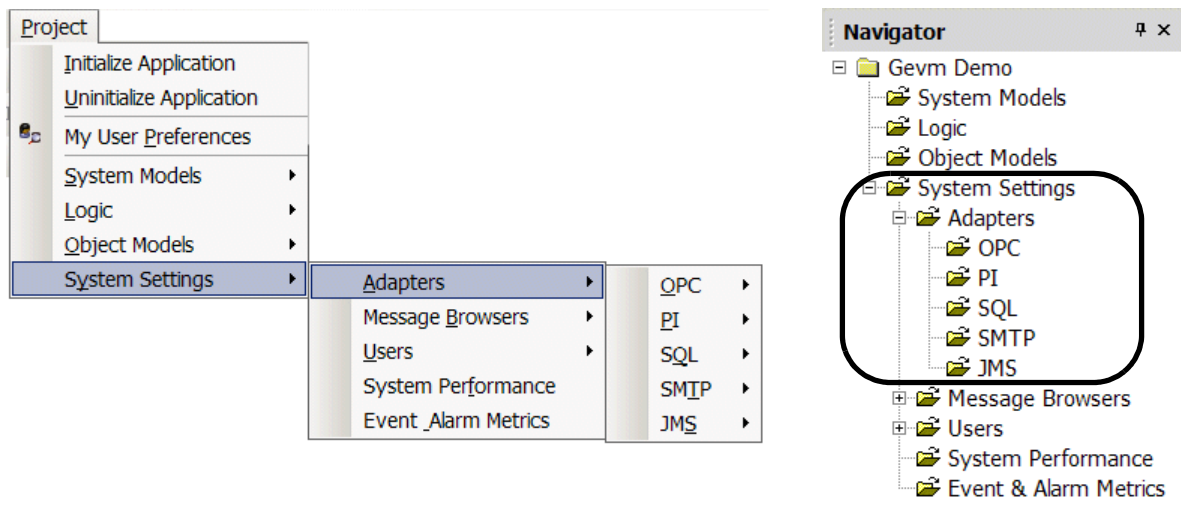 Project
Initialize Application
Uninitialize Application
My User Preferences
System Models
Logic
Object Models
System Settings
Adapters
Message Browsers
Users
System Performance
Event _Alarm Metrics
OPC
PI
SQL
SMTP
JMS
Navigator
Gevm Demo
System Models
Logic
Object Models
System Settings
Adapters
OPC
PI
SQL
SMTP
JMS
Message Browsers
Users
System Performance
Event & Alarm Metrics